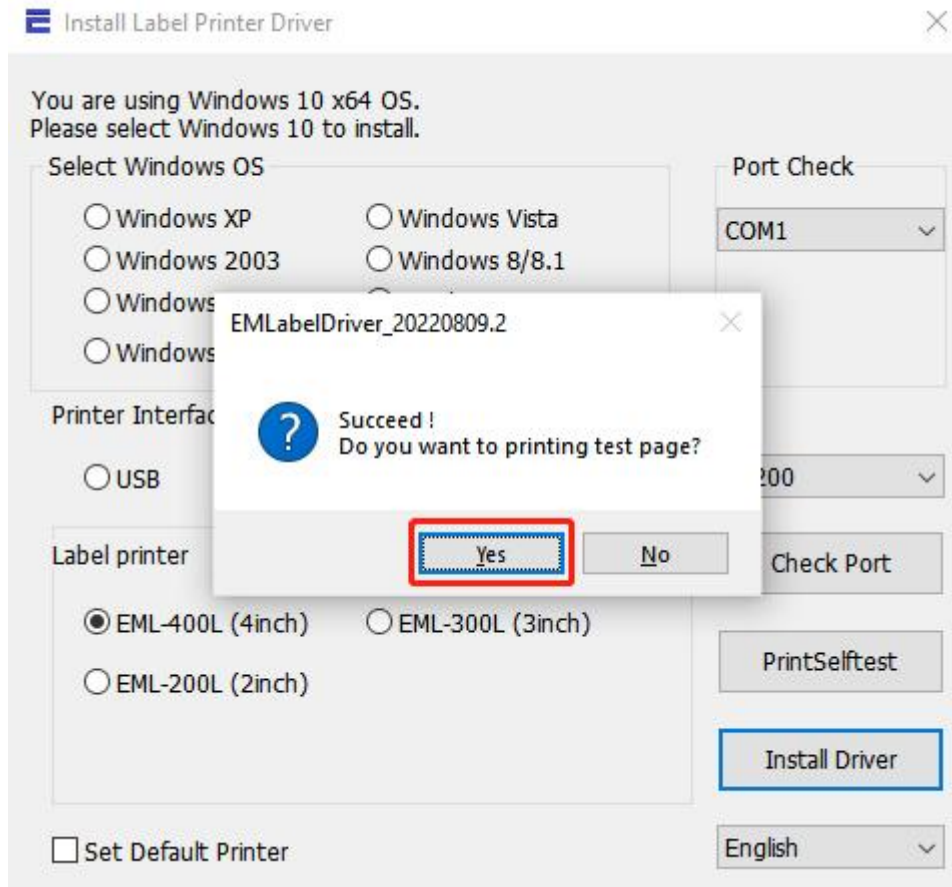 Install Label Printer Driver
You are using Windows 10 x64 OS.
Please select Windows 10 to install.
Select Windows OS
Port Check
Windows XP
Windows Vista
COM1
Windows 2003
Windows 8/8.1
Windows
Windows
EMLabelDriver_20220809.2
Succeed !
Do you want to printing test page?
Yes
No
Printer
USB
200
Label printer
Check Port
EML-400L (4inch)
EML-300L (3inch)
PrintSelftest
EML-200L (2inch)
Install Driver
Set Default Printer
English